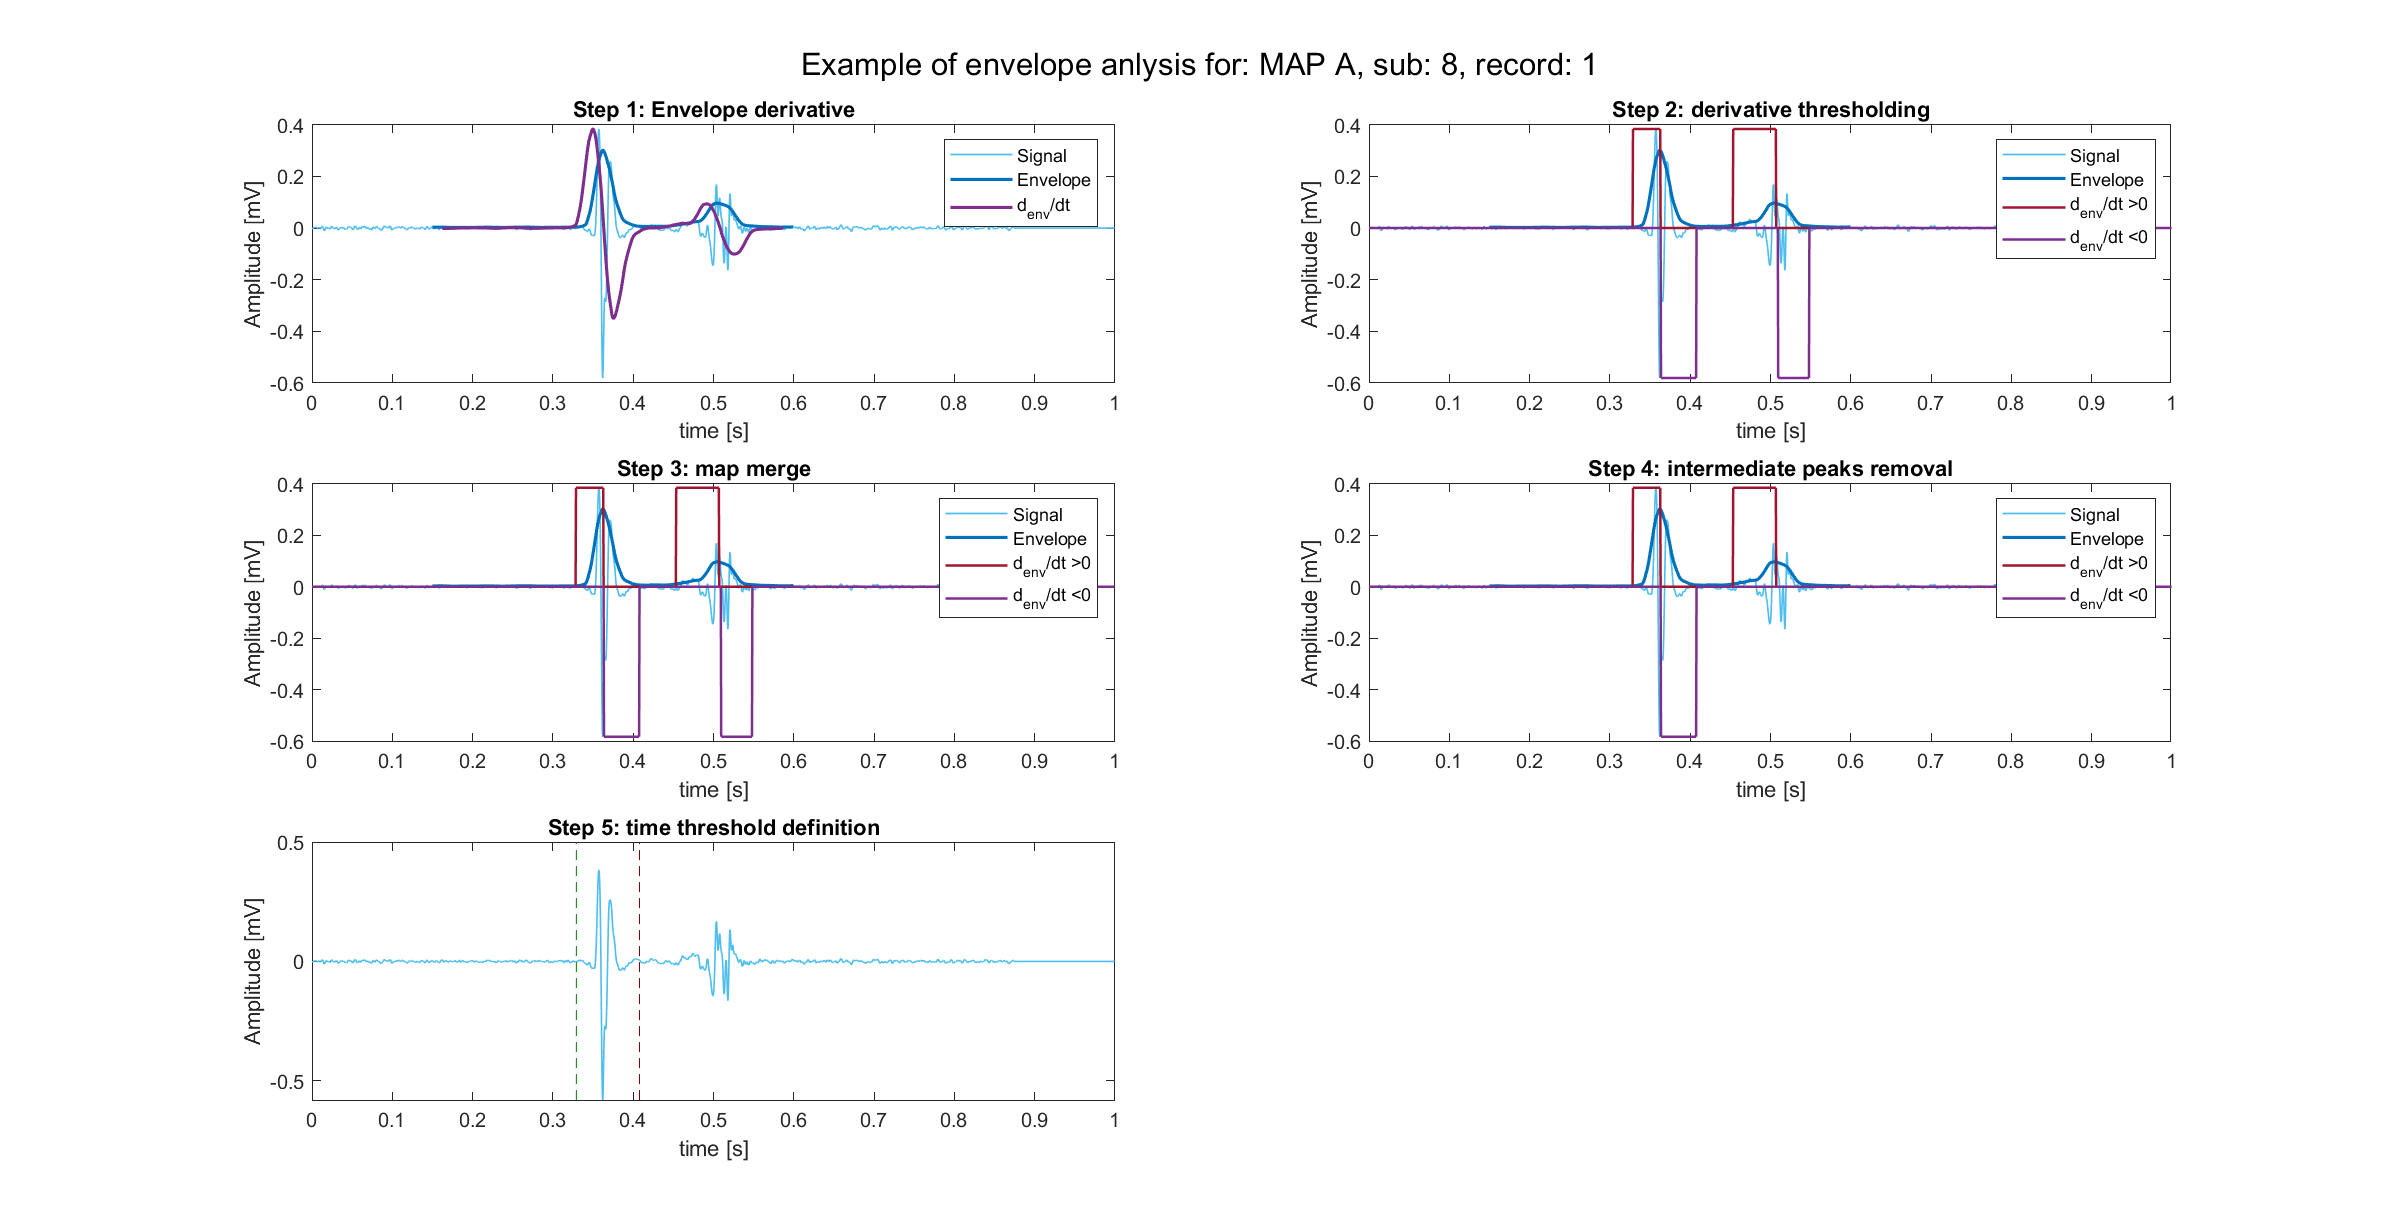 Example of envelope anlysis for: MAP A, sub: 8, record: 1
Step 1: Envelope derivative
0.4
0.2
0
-0.2
-0.4
-0.6
Amplitude [mV]
Signal
Envelope
d_env/dt
0 0.1 0.2 0.3 0.4 0.5 0.6 0.7 0.8 0.9 1
time [s]
Step 2: derivative thresholding
0.4
0.2
0
-0.2
-0.4
-0.6
Amplitude [mV]
Signal
Envelope
d_env/dt >0
d_env/dt <0
0 0.1 0.2 0.3 0.4 0.5 0.6 0.7 0.8 0.9 1
time [s]
Step 3: map merge
0.4
0.2
0
-0.2
-0.4
-0.6
Amplitude [mV]
Signal
Envelope
d_env/dt >0
d_env/dt <0
0 0.1 0.2 0.3 0.4 0.5 0.6 0.7 0.8 0.9 1
time [s]
Step 4: intermediate peaks removal
0.4
0.2
0
-0.2
-0.4
-0.6
Amplitude [mV]
Signal
Envelope
d_env/dt >0
d_env/dt <0
0 0.1 0.2 0.3 0.4 0.5 0.6 0.7 0.8 0.9 1
time [s]
Step 5: time threshold definition
0.5
0
-0.5
Amplitude [mV]
0 0.1 0.2 0.3 0.4 0.5 0.6 0.7 0.8 0.9 1
time [s]